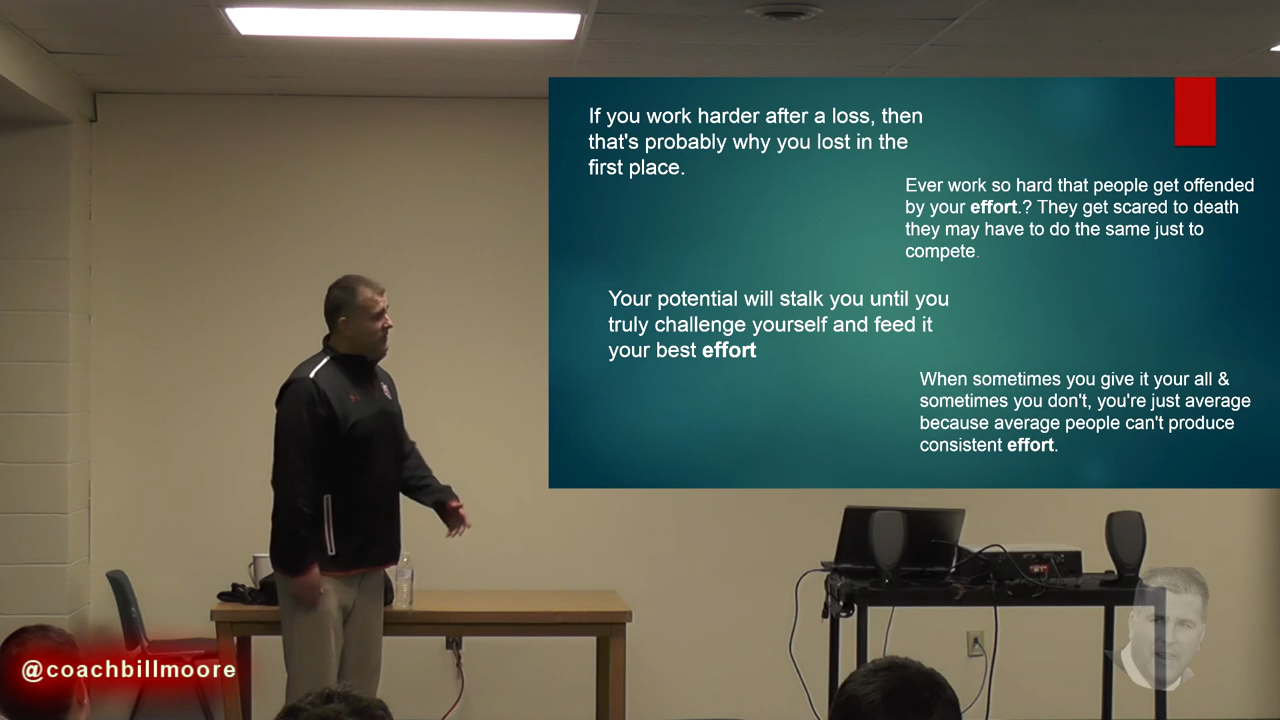 If you work harder after a loss, then
that's probably why you lost in the
first place.
Ever work so hard that people get offended
by your effort.? They get scared to death
they may have to do the same just to
compete.
Your potential will stalk you until you
truly challenge yourself and feed it
your best effort
When sometimes you give it your all &
sometimes you don't, you're just average
because average people can't produce
consistent effort.
@coachbillmoore